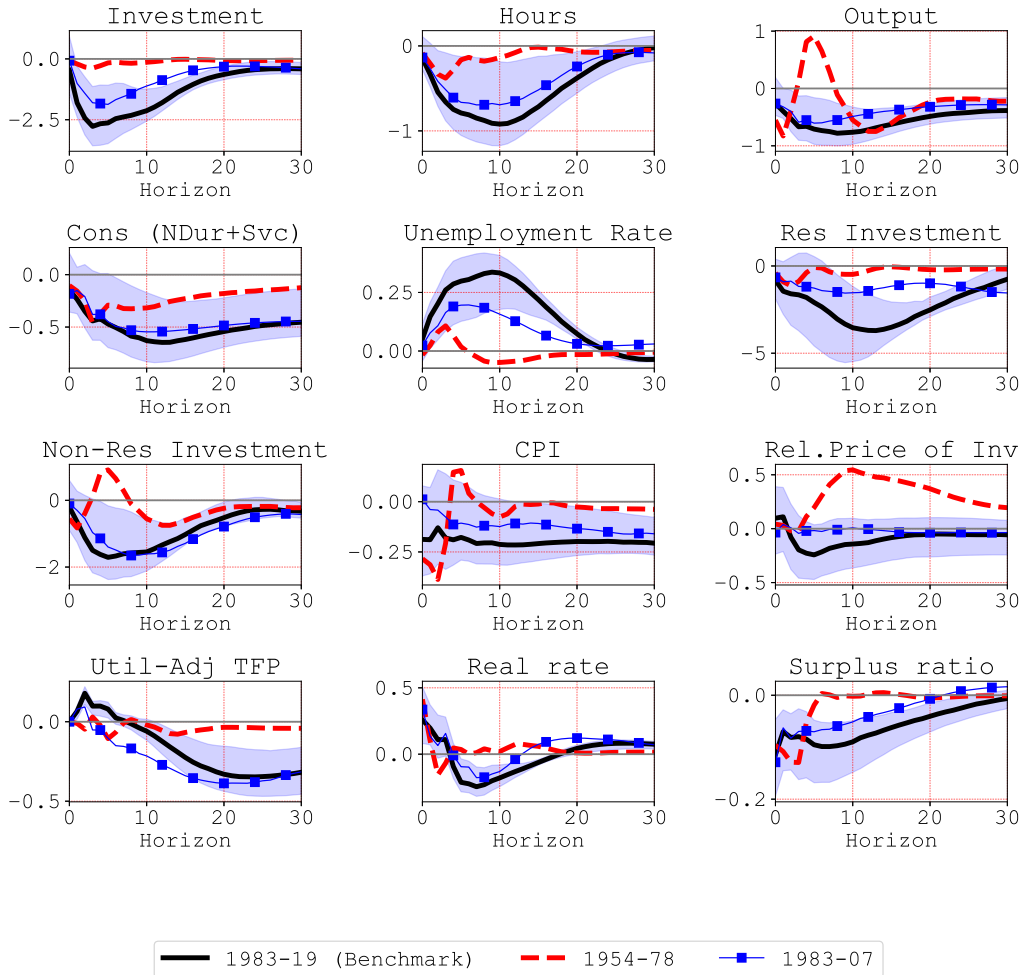 Investment
Hours
Output
0.0
−2.5
0
−1
1
0
−1
0 10 20 30
0 10 20 30
0 10 20 30
Horizon
Horizon
Horizon
Cons (NDur+Svc)
Unemployment Rate
Res Investment
0.0
−0.5
0.25
0.00
0
−5
0 10 20 30
0 10 20 30
0 10 20 30
Horizon
Horizon
Horizon
Non-Res Investment
CPI
Rel.Price of Inv
0
−2
0.00
−0.25
0.5
0.0
−0.5
0 10 20 30
0 10 20 30
0 10 20 30
Horizon
Horizon
Horizon
Util-Adj TFP
Real rate
Surplus ratio
0.0
−0.5
0.5
0.0
0.0
−0.2
0 10 20 30
0 10 20 30
0 10 20 30
Horizon
Horizon
Horizon
1983-19 (Benchmark) 1954-78 1983-07